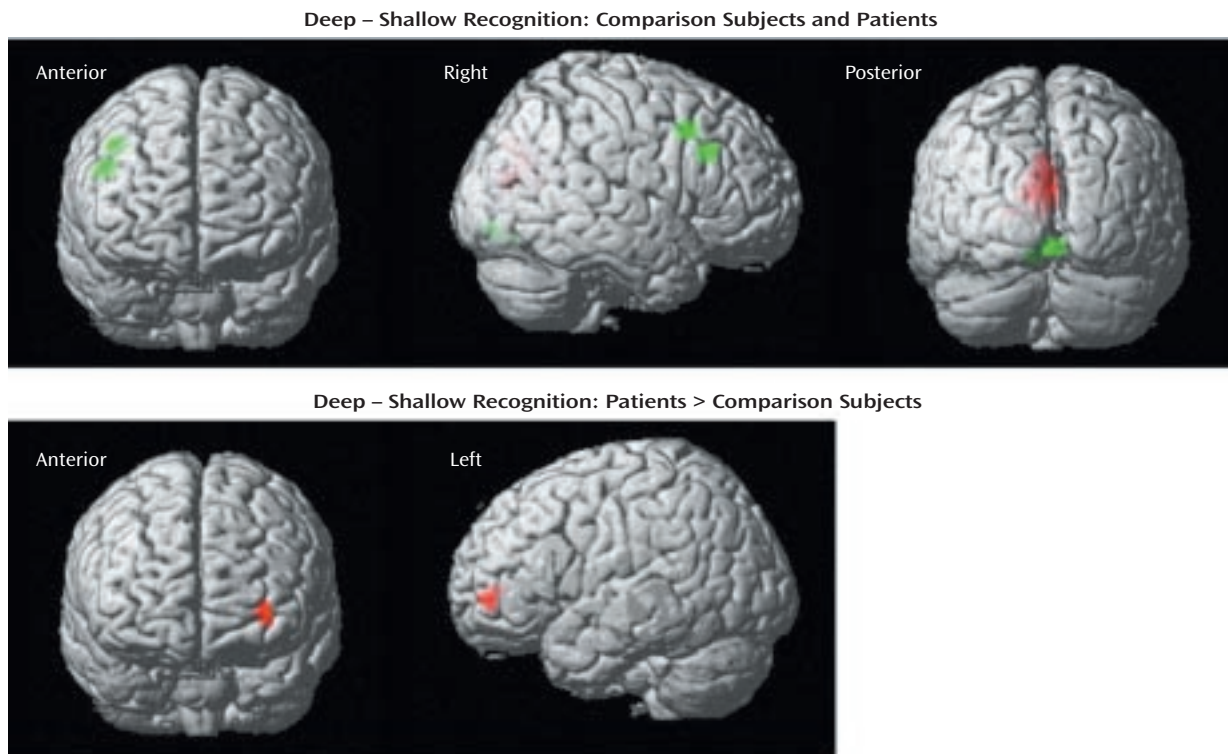 Deep – Shallow Recognition: Comparison Subjects and Patients
Anterior
Right
Posterior
Deep – Shallow Recognition: Patients > Comparison Subjects
Anterior
Left